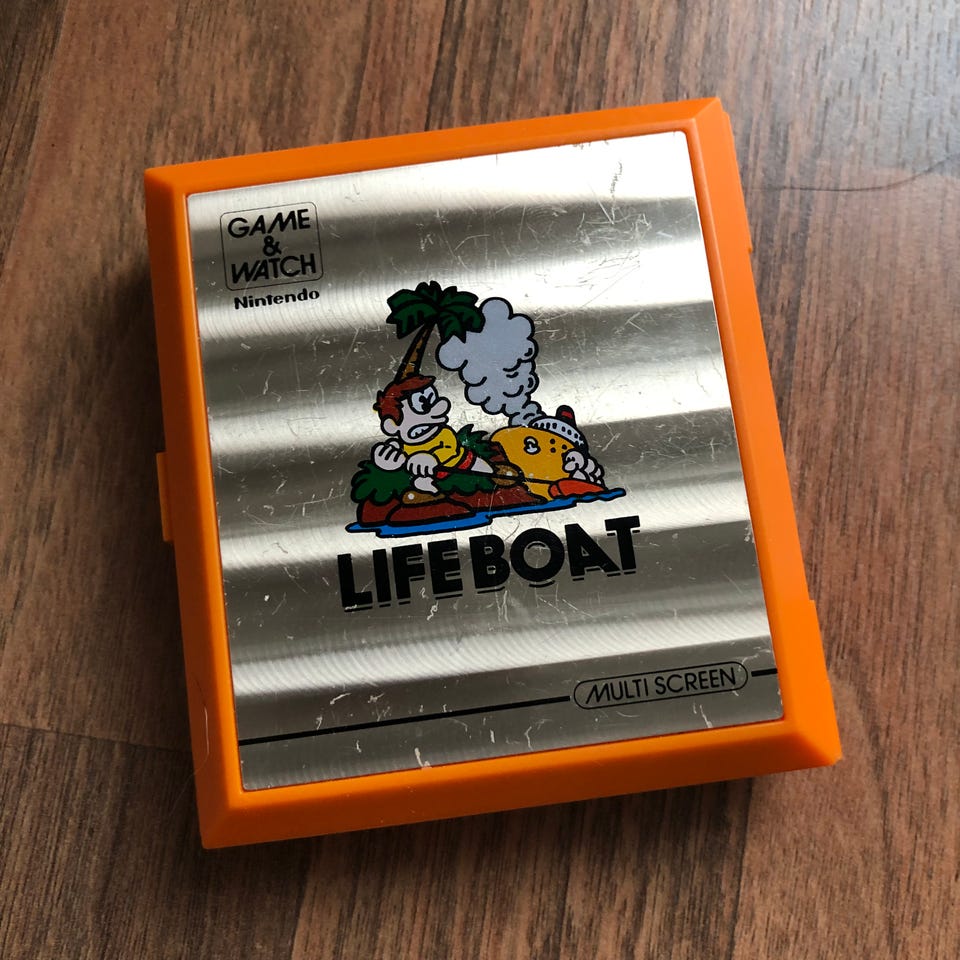 GAME
&
WATCH
Nintendo
LIFEBOAT
MULTI SCREEN